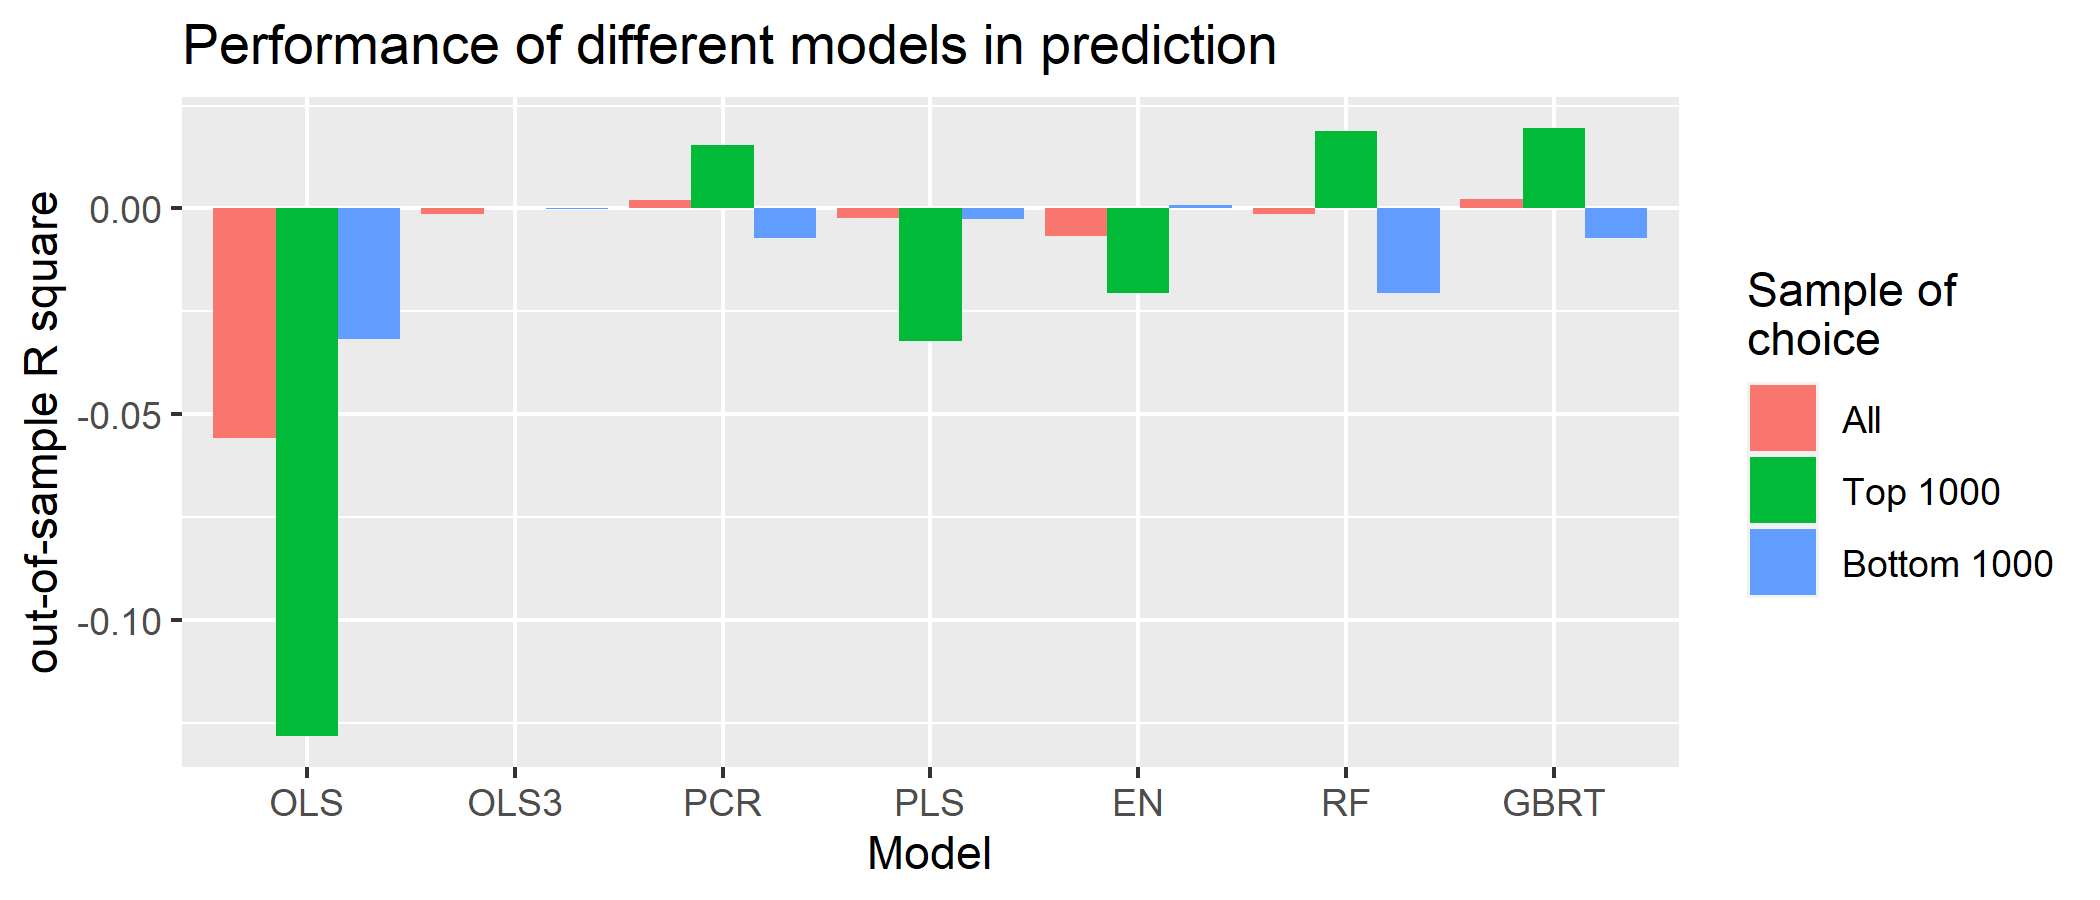 Performance of different models in prediction
out-of-sample R square
0.00
-0.05
-0.10
OLS
OLS3
PCR
PLS
EN
RF
GBRT
Model
Sample of
choice
All
Top 1000
Bottom 1000